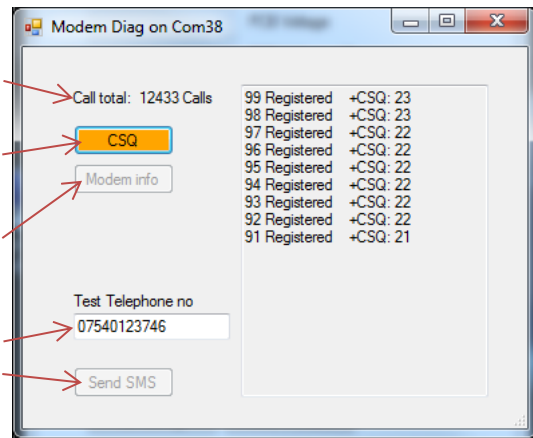 Modem Diag on Com38
Call total: 12433 Calls
CSQ
Modem info
99 Registered +CSQ: 23
98 Registered +CSQ: 23
97 Registered +CSQ: 22
96 Registered +CSQ: 22
95 Registered +CSQ: 22
94 Registered +CSQ: 22
93 Registered +CSQ: 22
92 Registered +CSQ: 22
91 Registered +CSQ: 21
Test Telephone no
07540123746
Send SMS